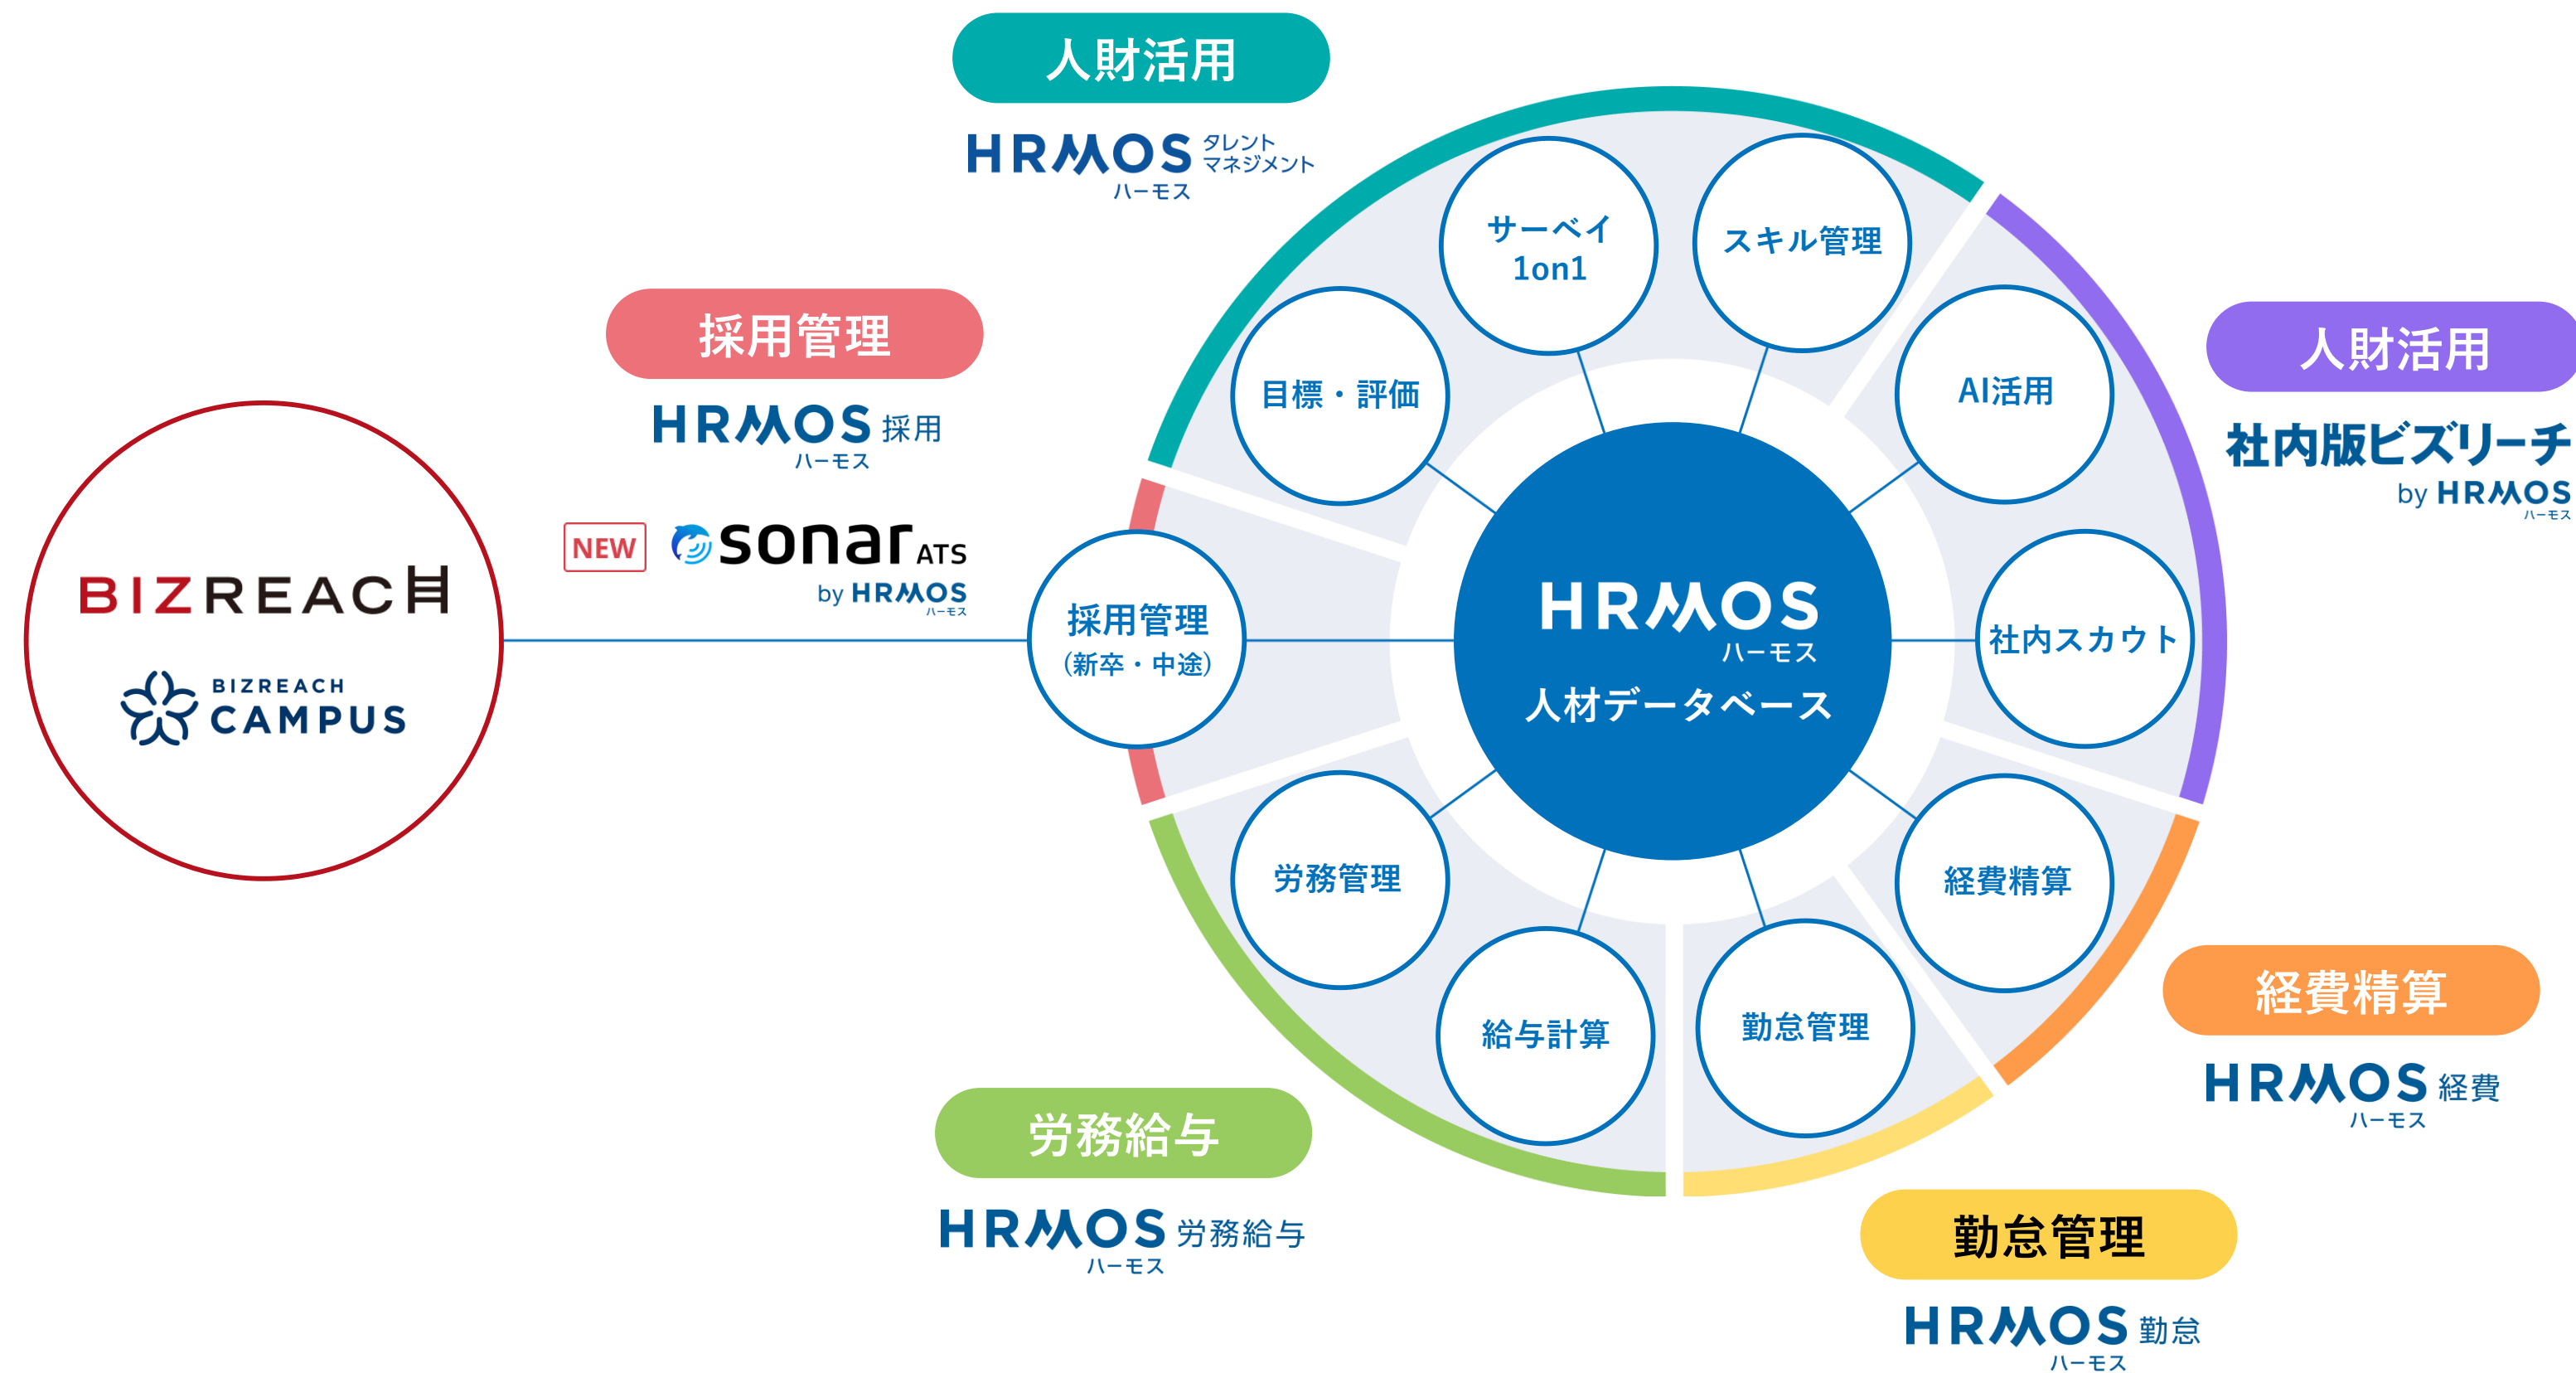 人財活用
HRMOS タレント
マネジメント
ハーモス
採用管理
HRMOS 採用
ハーモス
NEW
sonar ATS
by HRMOS
ハーモス
BIZREACH
BIZREACH
CAMPUS
サーベイ
1on1
スキル管理
目標・評価
AI活用
採用管理
(新卒・中途)
社内スカウト
HRMOS
ハーモス
人材データベース
労務管理
経費精算
給与計算
勤怠管理
人財活用
社内版ビズリーチ
by HRMOS
ハーモス
経費精算
HRMOS 経費
ハーモス
労務給与
HRMOS 労務給与
ハーモス
勤怠管理
HRMOS 勤怠
ハーモス